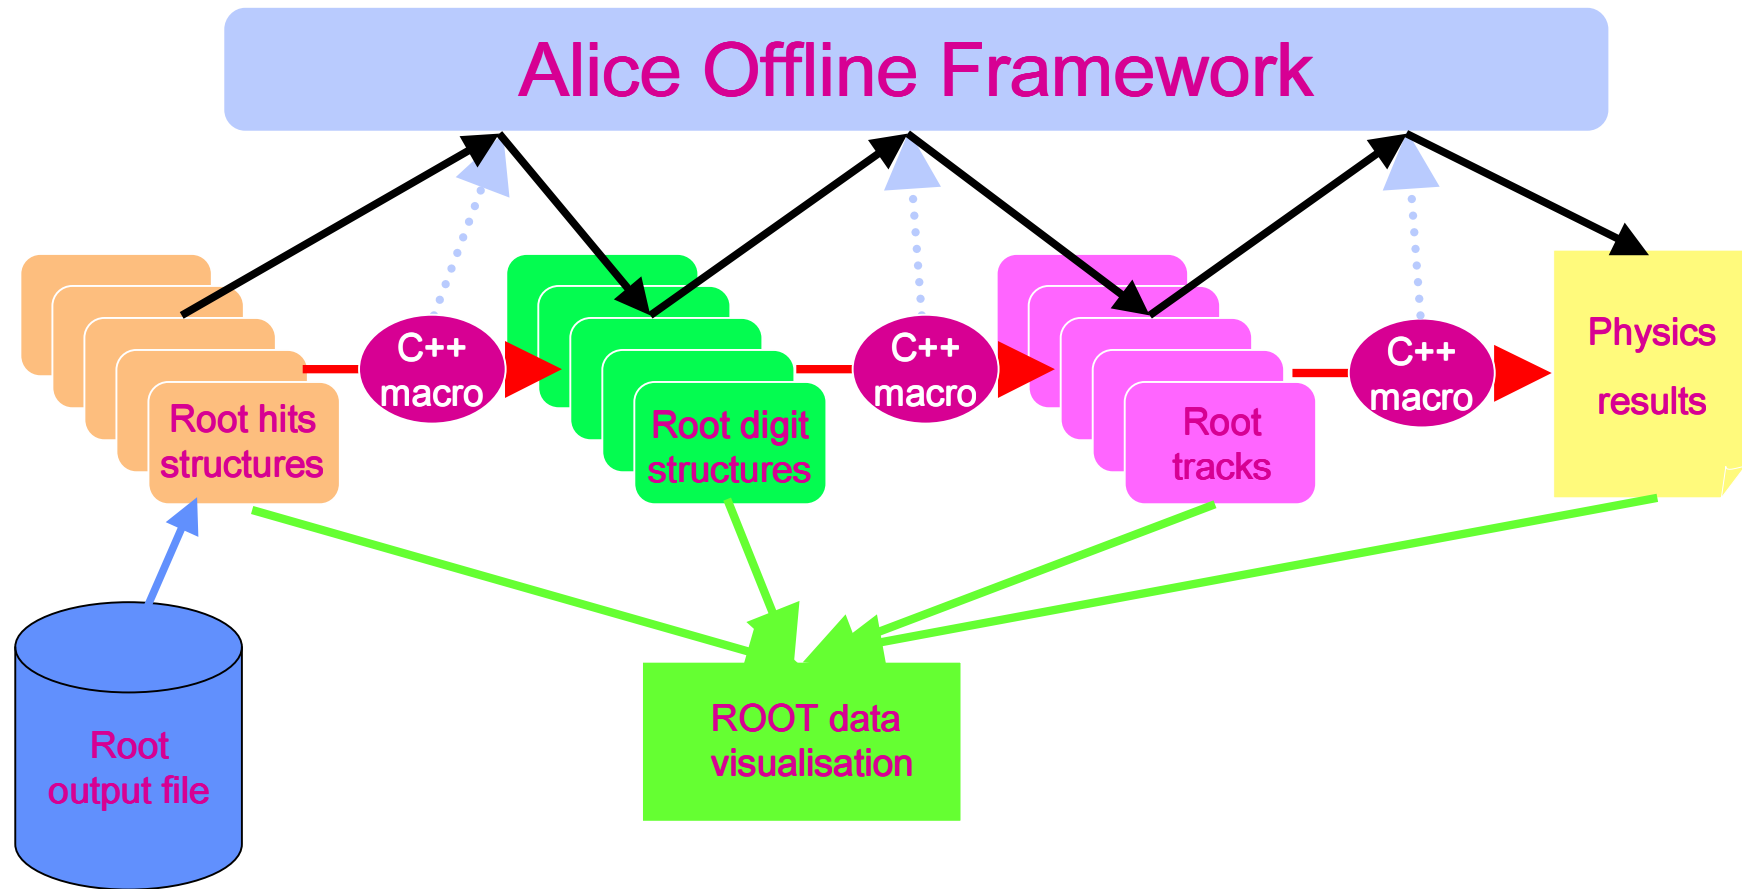 Alice Offline Framework
C++
macro
C++
macro
C++
macro
Root hits
structures
Root digit
structures
Root
tracks
Physics
results
Root
output file
ROOT data
visualisation